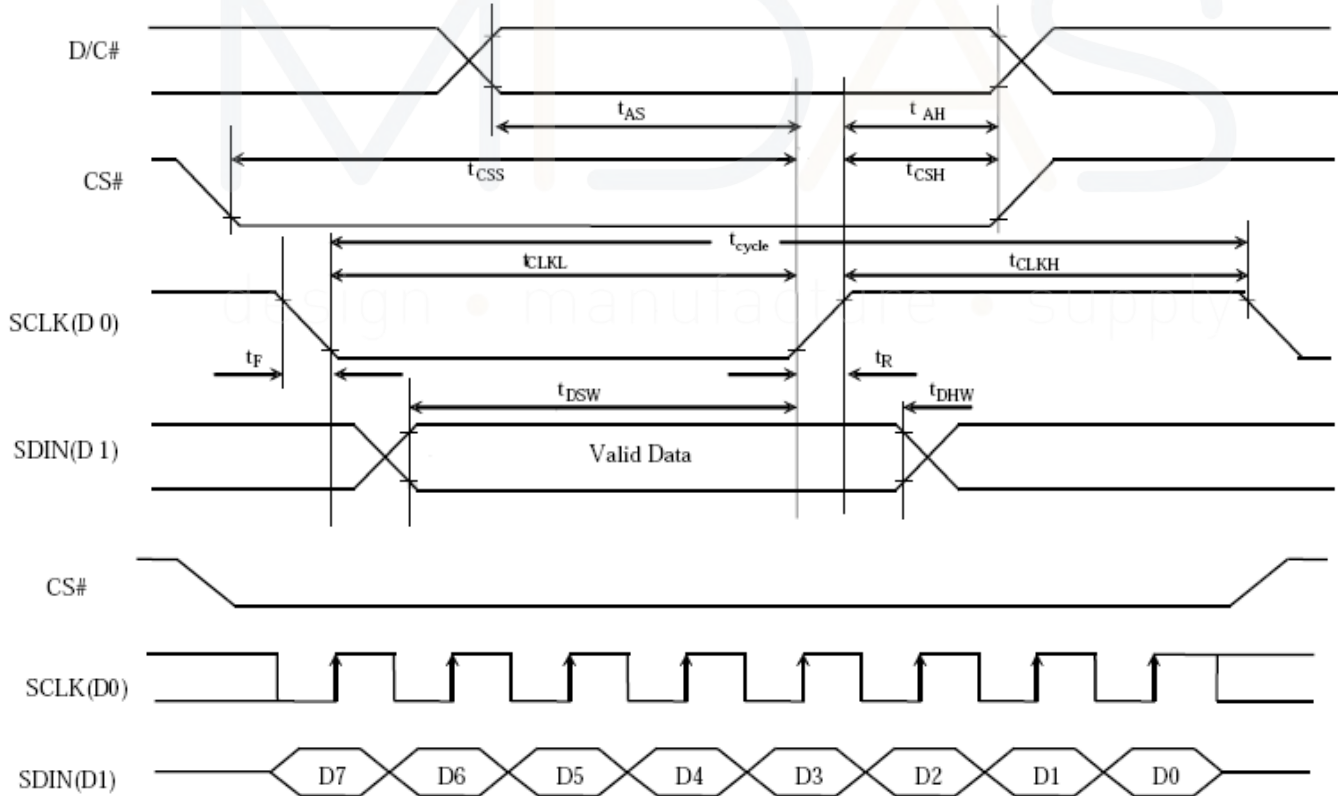 MIDAS
D/C#
tAS
t AH
CS#
tCSS
tCSH
tcycle
tCLKL
tCLKH
design • manufacture • supply
SCLK(D 0)
tF
tR
tDSW
tDHW
SDIN(D 1)
Valid Data
CS#
SCLK(D0)
SDIN(D1)
D7 D6 D5 D4 D3 D2 D1 D0